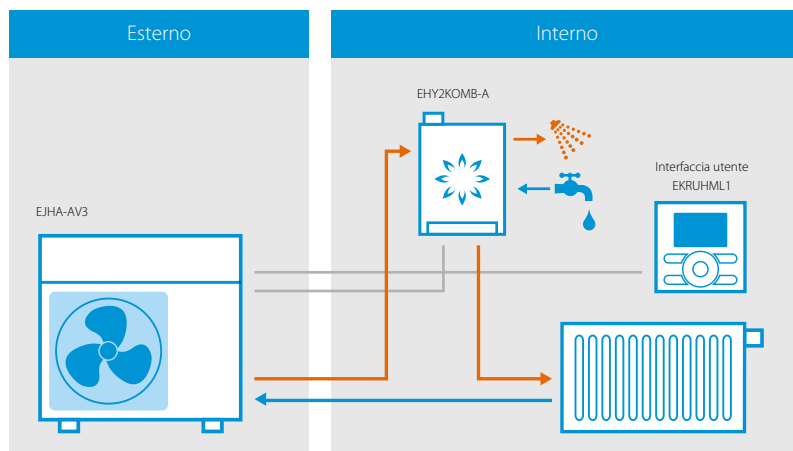 Esterno
Interno
EHY2KOMB-A
Interfaccia utente
EKRUHML1
EJHA-AV3